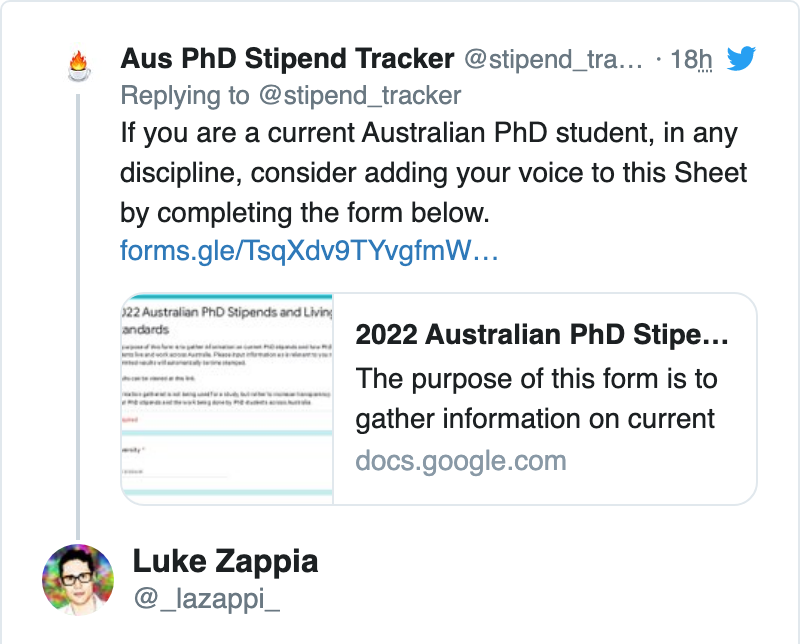 Aus PhD Stipend Tracker @stipend_tra... · 18h
Replying to @stipend_tracker
If you are a current Australian PhD student, in any
discipline, consider adding your voice to this Sheet
by completing the form below.
forms.gle/TsqXdv9TYvgfmW...
022 Australian PhD Stipends and Living
andards
2022 Australian PhD Stipe...
The purpose of this form is to
gather information on current
docs.google.com
Luke Zappia
@_lazappi_